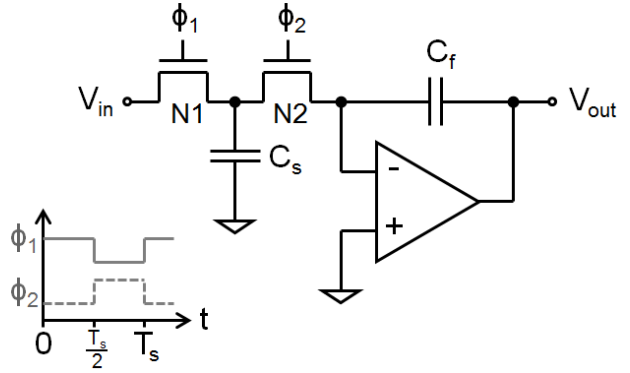 ϕ1 ϕ2
Cf
Vin N1 N2 Vout
Cs
-
+
ϕ1
ϕ2
t
0 Ts/2 Ts